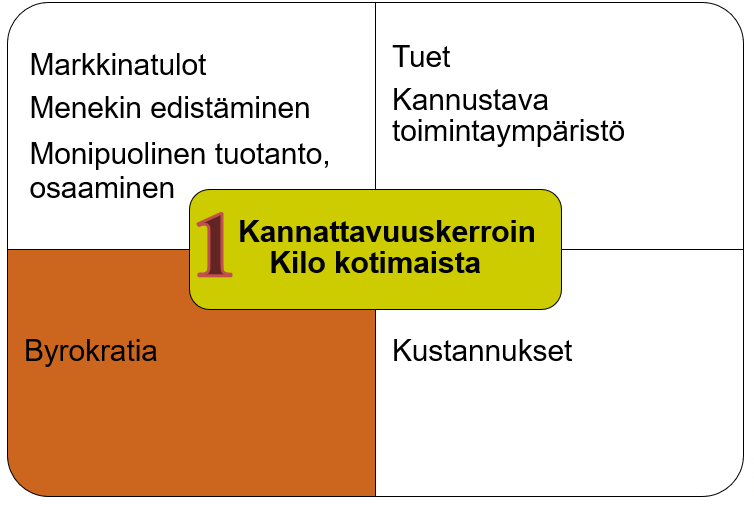 Markkinatulot
Menekin edistäminen
Monipuolinen tuotanto,
osaaminen
Tuet
Kannustava
toimintaympäristö
1 Kannattavuuskerroin
Kilo kotimaista
Byrokratia
Kustannukset